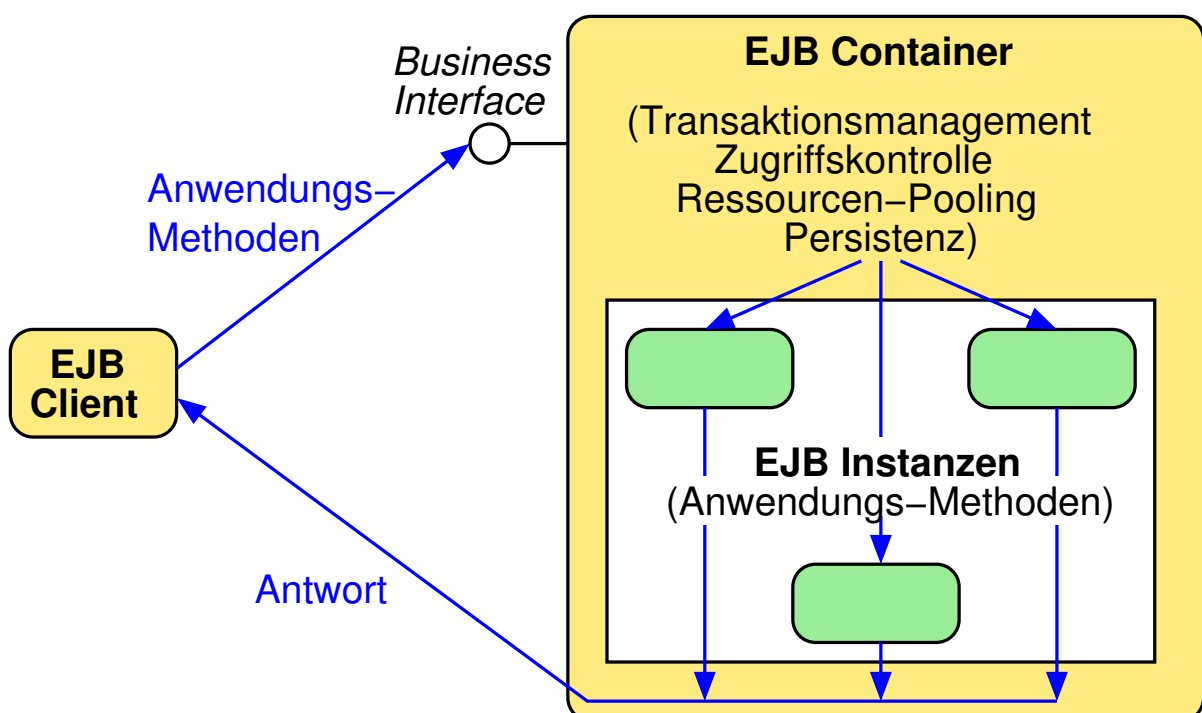 EJB Container
Business
Interface
(Transaktionsmanagement
Zugriffskontrolle
Ressourcen–Pooling
Persistenz)
Anwendungs–
Methoden
EJB
Client
EJB Instanzen
(Anwendungs–Methoden)
Antwort